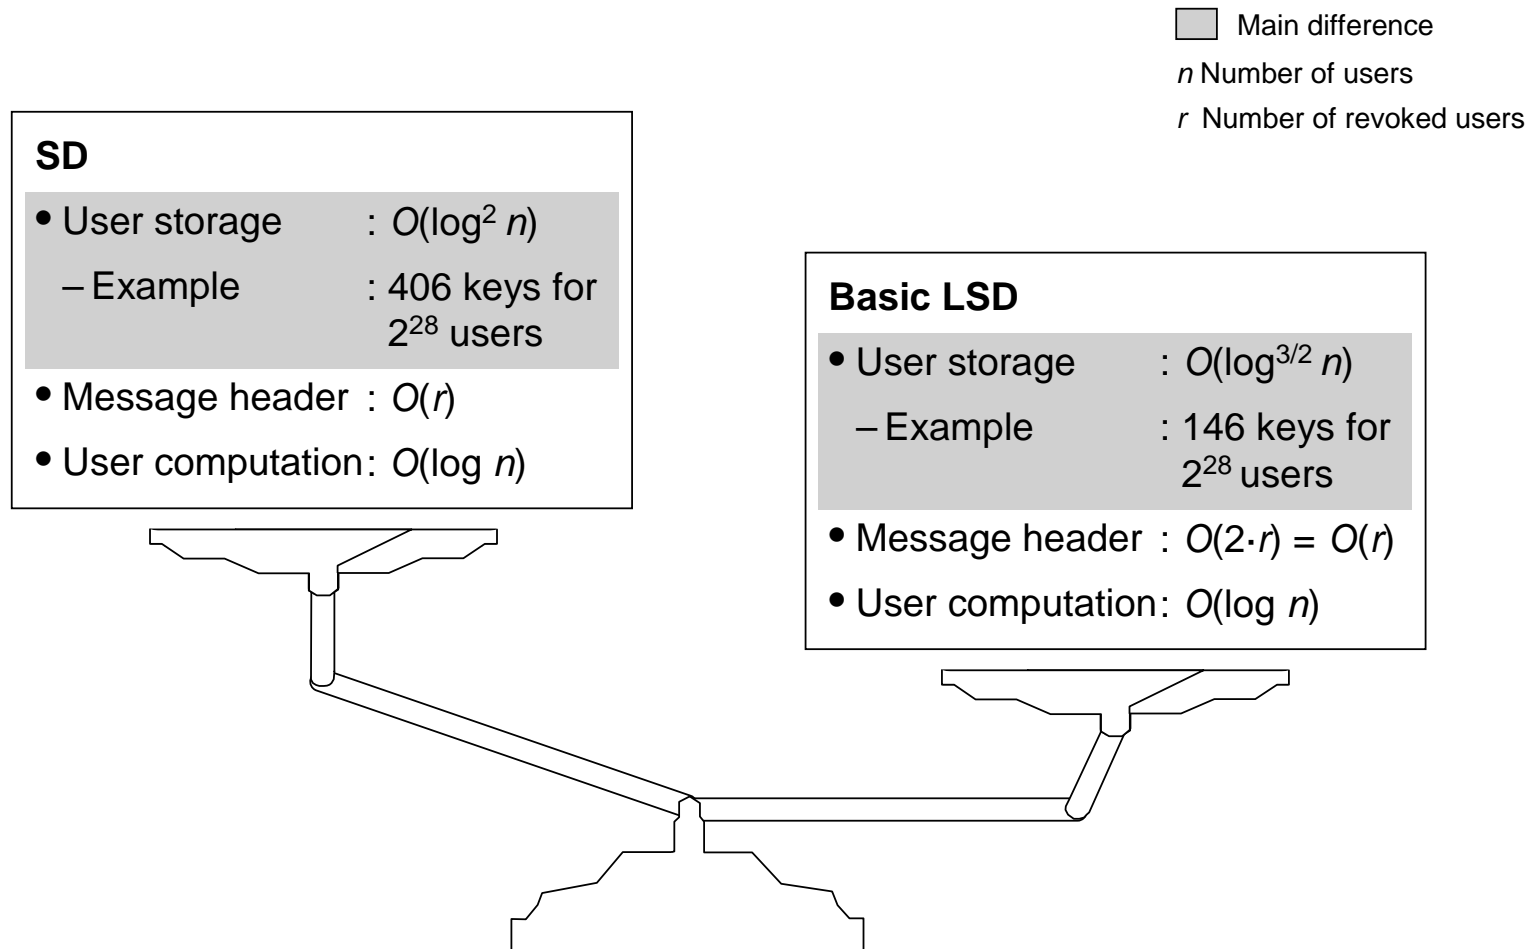 Main difference
n Number of users
r Number of revoked users
SD
• User storage : O(log² n)
– Example : 406 keys for
2²⁸ users
• Message header : O(r)
• User computation : O(log n)
Basic LSD
• User storage : O(log³/² n)
– Example : 146 keys for
2²⁸ users
• Message header : O(2·r) = O(r)
• User computation : O(log n)